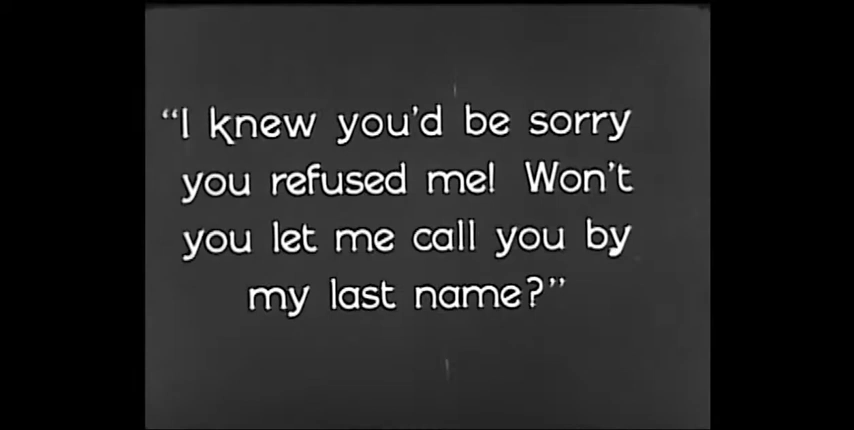 “I knew you'd be sorry
you refused me! Won't
you let me call you by
my last name?”